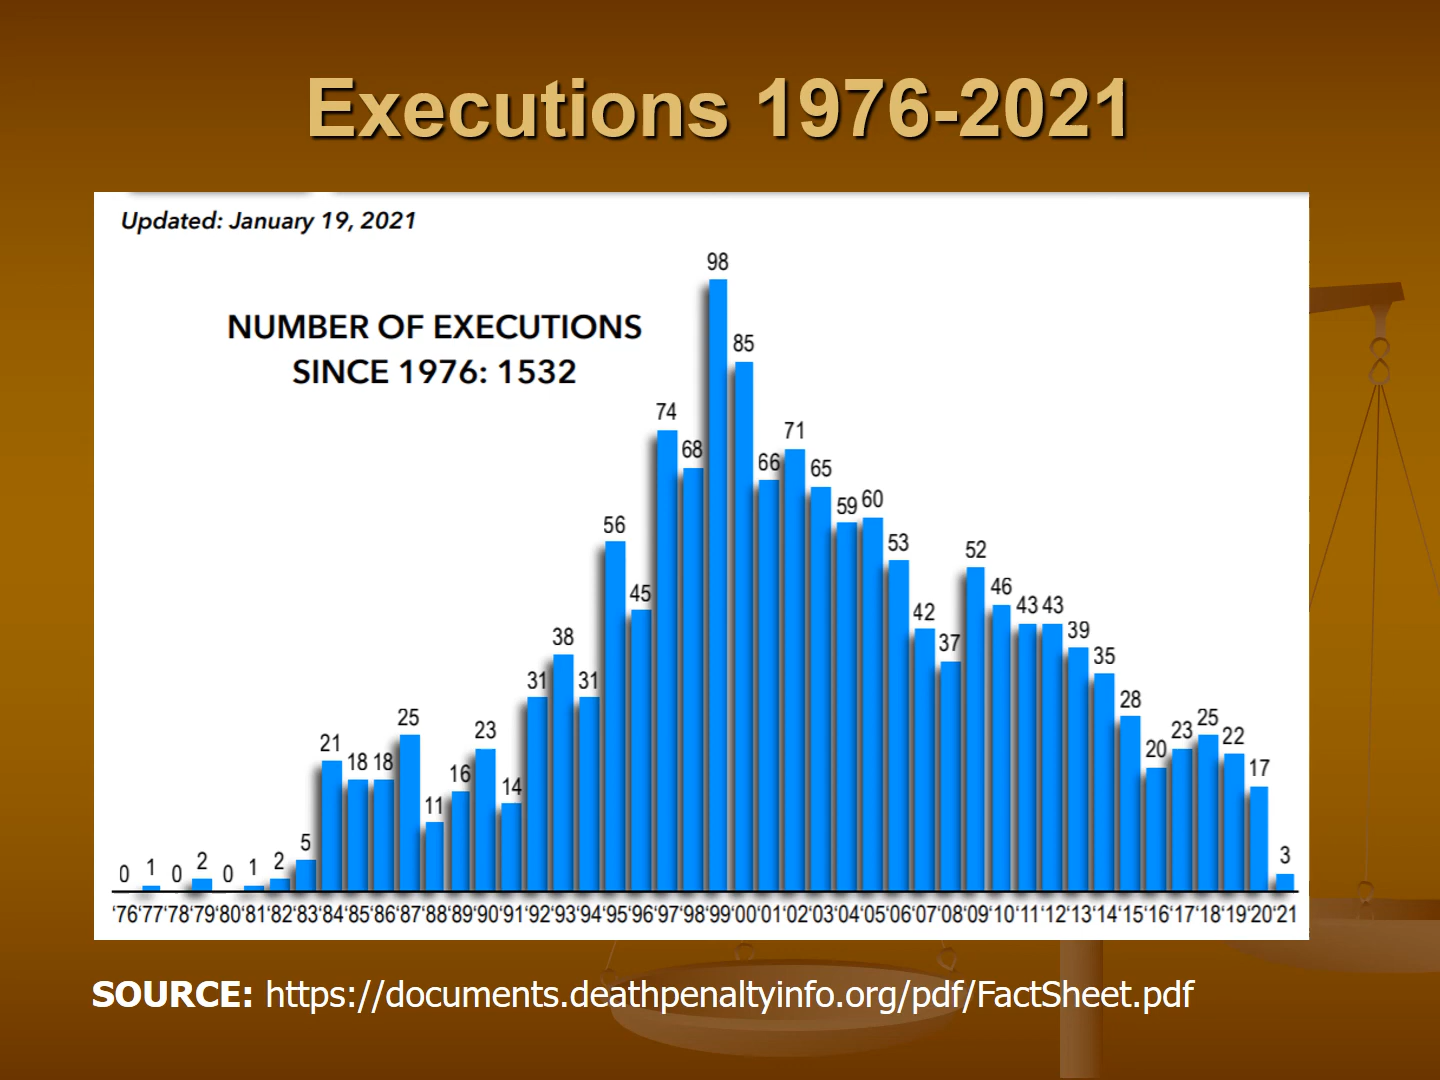 Executions 1976-2021
Updated: January 19, 2021
NUMBER OF EXECUTIONS
SINCE 1976: 1532
0 1 0 2 0 1 2 5 21 18 18 25 11 16 23 14 31 38 31 56 45 74 68 98 85 66 71 65 59 60 53 42 37 52 46 43 43 39 35 28 20 23 25 22 17 3
‘76 ‘77 ‘78 ‘79 ‘80 ‘81 ‘82 ‘83 ‘84 ‘85 ‘86 ‘87 ‘88 ‘89 ‘90 ‘91 ‘92 ‘93 ‘94 ‘95 ‘96 ‘97 ‘98 ‘99 ‘00 ‘01 ‘02 ‘03 ‘04 ‘05 ‘06 ‘07 ‘08 ‘09 ‘10 ‘11 ‘12 ‘13 ‘14 ‘15 ‘16 ‘17 ‘18 ‘19 ‘20 ‘21
SOURCE: https://documents.deathpenaltyinfo.org/pdf/FactSheet.pdf